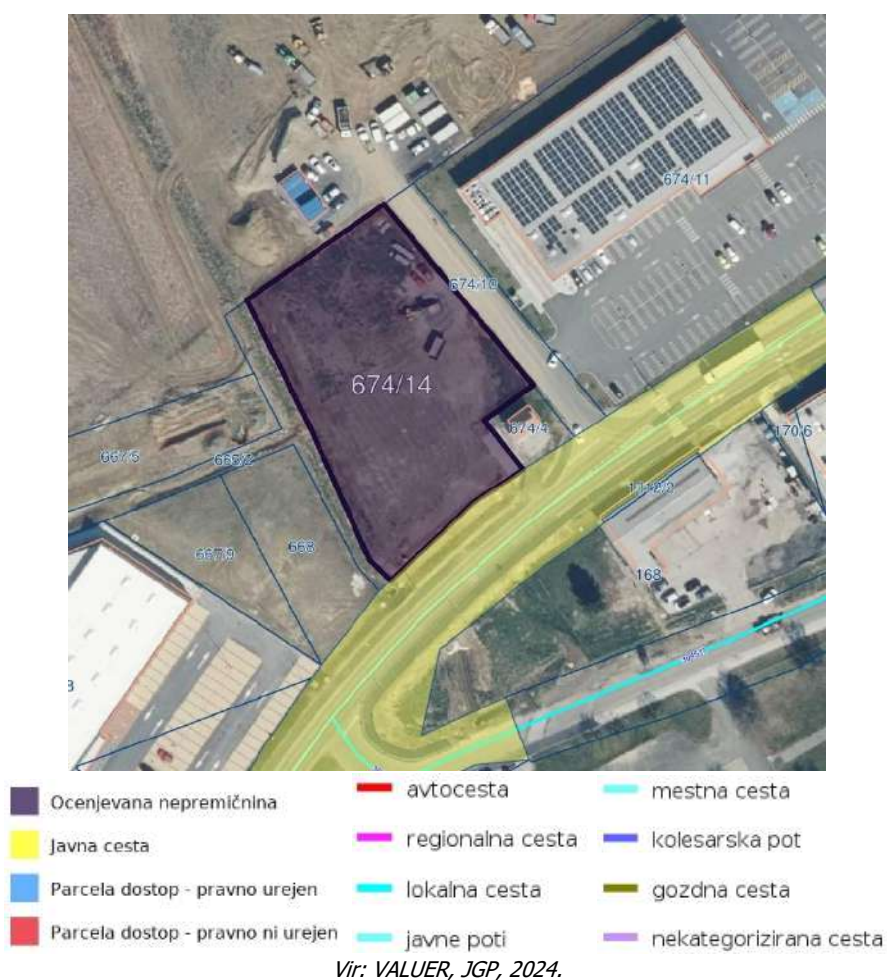 674/11
674/10
674/14
674/4
170/6
667/5
668
667/9
168
Ocenjevana nepremičnina
Javna cesta
Parcela dostop - pravno urejen
Parcela dostop - pravno ni urejen
avtocesta
regionalna cesta
lokalna cesta
javne poti
mestna cesta
kolesarska pot
gozdna cesta
nekategorizirana cesta
Vir: VALUER, JGP, 2024.